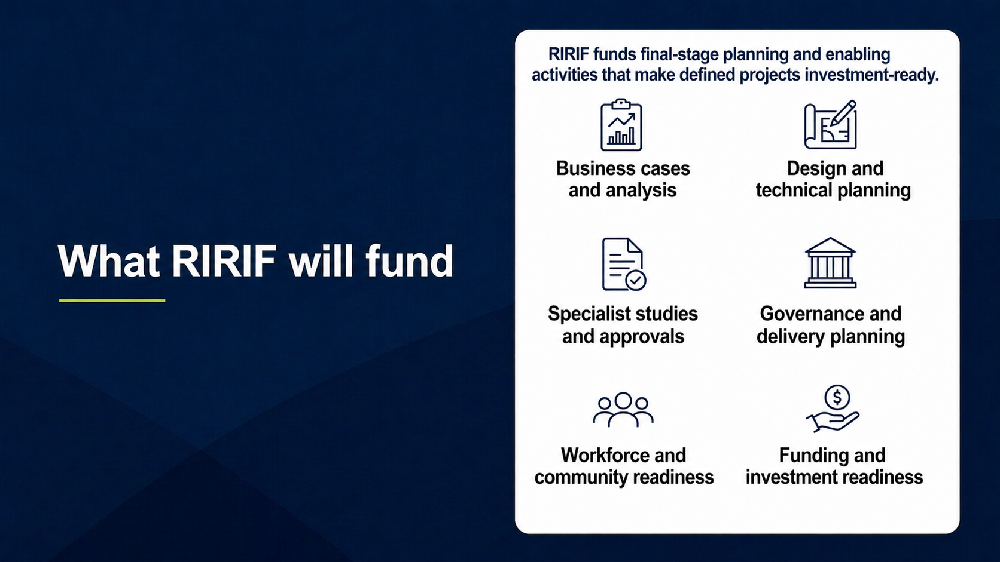 What RIRIF will fund
RIRIF funds final-stage planning and enabling
activities that make defined projects investment-ready.
Business cases
and analysis
Design and
technical planning
Specialist studies
and approvals
Governance and
delivery planning
Workforce and
community readiness
$
Funding and
investment readiness